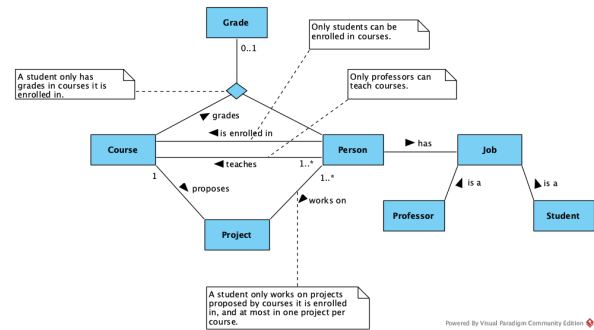 Grade
Only students can be
enrolled in courses.
0..1
A student only has
grades in courses it is
enrolled in.
Only professors can
teach courses.
grades
is enrolled in
has
Course
Person
Job
teaches
1..*
1
1..*
proposes
is a
is a
works on
Professor
Student
Project
A student only works on projects
proposed by courses it is enrolled
in, and at most in one project per
course.
Powered By Visual Paradigm Community Edition